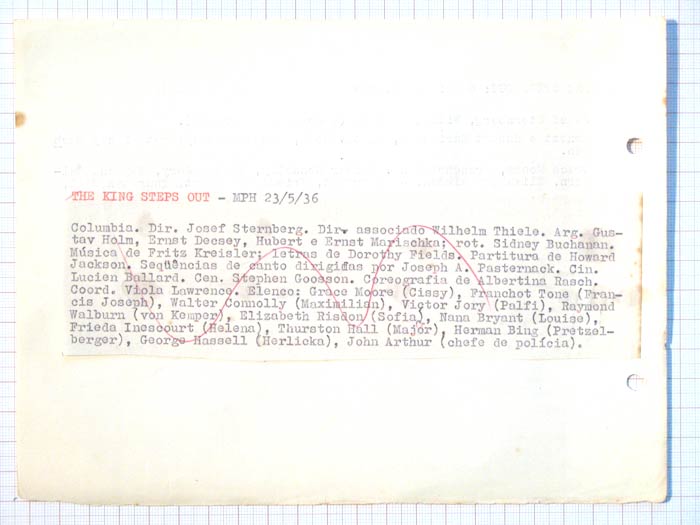 THE KING STEPS OUT - MPH 23/5/36
Columbia. Dir. Josef Sternberg. Dir. associado Wilhelm Thiele. Arg. Gus-
tav Holm, Ernst Decsey, Hubert e Ernst Marischka; rot. Sidney Buchanan.
Música de Fritz Kreisler; letras de Dorothy Fields. Partitura de Howard
Jackson. Seqüências de canto dirigidas por Joseph A. Pasternack. Cin.
Lucien Ballard. Cen. Stephen Goosson. Coreografia de Albertina Rasch.
Coord. Viola Lawrence. Elenco: Grace Moore (Cissy), Franchot Tone (Fran-
cis Joseph), Walter Connolly (Maximilian), Victor Jory (Palfi), Raymond
Walburn (von Kemper), Elizabeth Risdon (Sofia), Nana Bryant (Louise),
Frieda Inescourt (Helena), Thurston Hall (Major), Herman Bing (Pretzel-
berger), George Hassell (Herlicka), John Arthur (chefe de polícia).